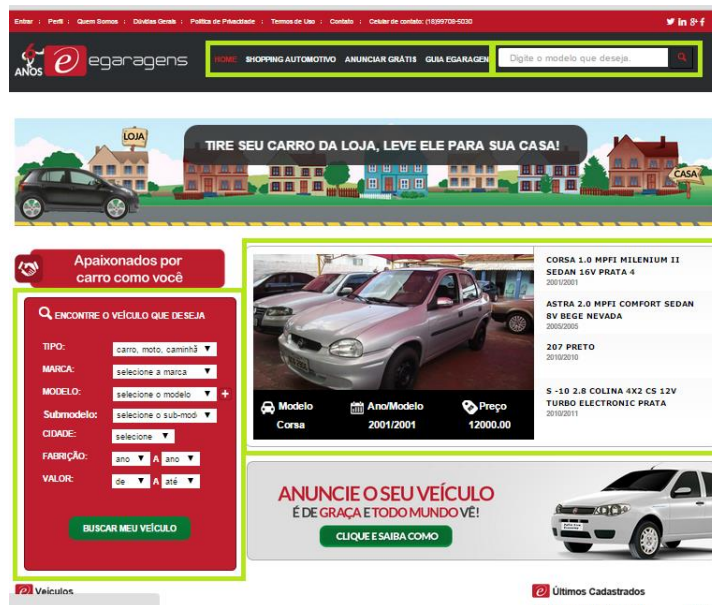 Entrar : Perfil : Quem Somos : Dúvidas Gerais : Política de Privacidade : Termos de Uso : Contato : Celular de contato: (18)99708-5030
6 ANOS e egaragens HOME SHOPPING AUTOMOTIVO ANUNCIAR GRÁTIS GUIA EGARAGEN Digite o modelo que deseja.
LOJA
TIRE SEU CARRO DA LOJA, LEVE ELE PARA SUA CASA!
CASA
Apaixonados por
carro como você
ENCONTRE O VEÍCULO QUE DESEJA
TIPO: carro, moto, caminhã
MARCA: selecione a marca
MODELO: selecione o modelo +
Submodelo: selecione o sub-mod
CIDADE: selecione
FABRIÇÃO: ano A ano
VALOR: de A até
BUSCAR MEU VEÍCULO
Modelo Ano/Modelo Preço
Corsa 2001/2001 12000.00
CORSA 1.0 MPFI MILENIUM II
SEDAN 16V PRATA 4
2001/2001
ASTRA 2.0 MPFI COMFORT SEDAN
8V BEGE NEVADA
2005/2005
207 PRETO
2010/2010
S -10 2.8 COLINA 4X2 CS 12V
TURBO ELECTRONIC PRATA
2010/2011
ANUNCIE O SEU VEÍCULO
É DE GRAÇA E TODO MUNDO VÊ!
CLIQUE E SAIBA COMO
e Veículos
e Últimos Cadastrados